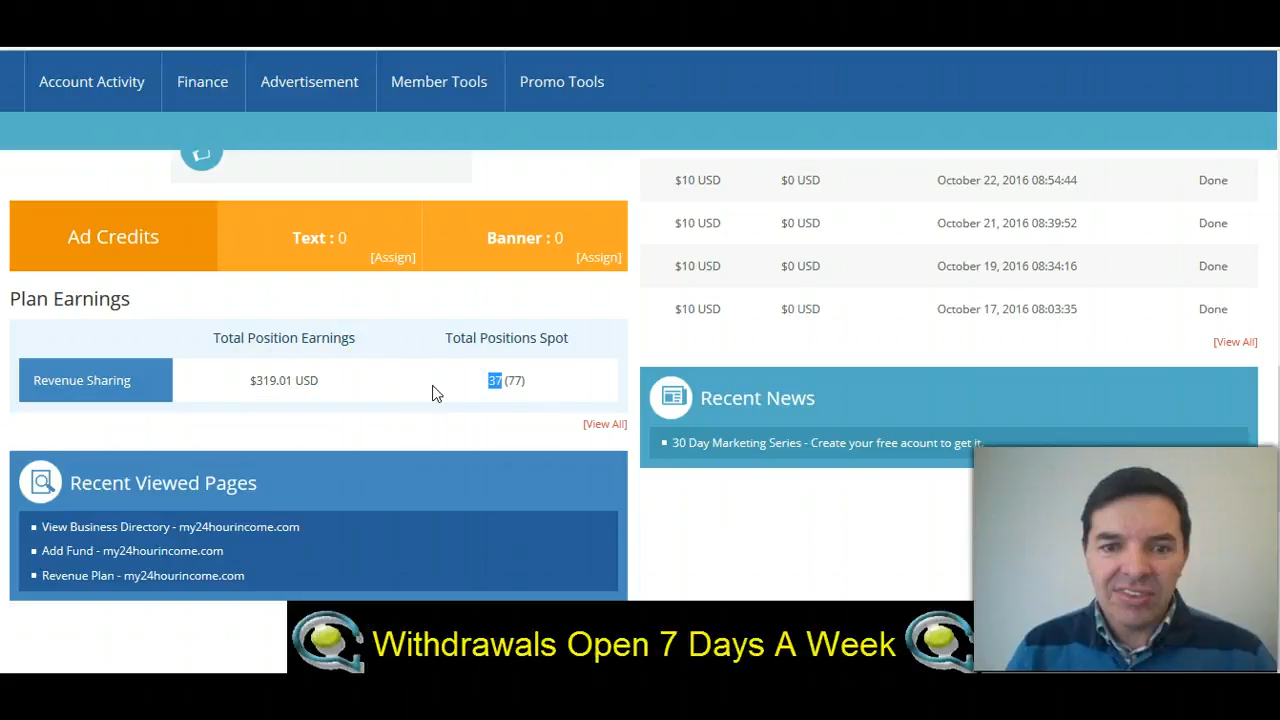 Account Activity Finance Advertisement Member Tools Promo Tools
Ad Credits Text : 0 Banner : 0
[Assign] [Assign]
Plan Earnings
Total Position Earnings Total Positions Spot
Revenue Sharing $319.01 USD 37 (77)
[View All]
Recent Viewed Pages
View Business Directory - my24hourincome.com
Add Fund - my24hourincome.com
Revenue Plan - my24hourincome.com
$10 USD $0 USD October 22, 2016 08:54:44 Done
$10 USD $0 USD October 21, 2016 08:39:52 Done
$10 USD $0 USD October 19, 2016 08:34:16 Done
$10 USD $0 USD October 17, 2016 08:03:35 Done
[View All]
Recent News
30 Day Marketing Series - Create your free acount to get it.
Withdrawals Open 7 Days A Week